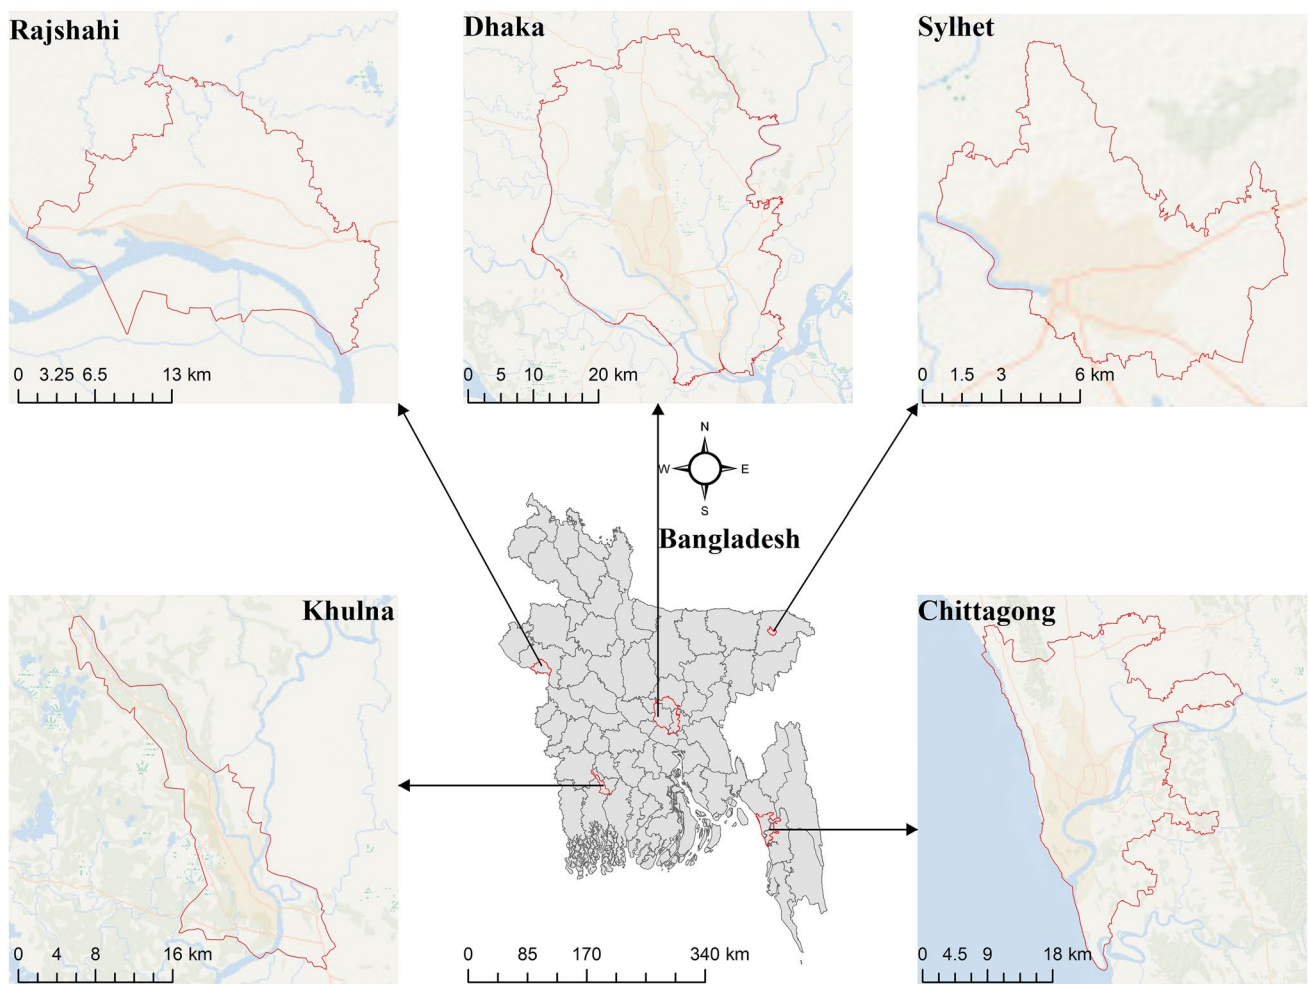 Rajshahi
0 3.25 6.5 13 km
Dhaka
0 5 10 20 km
Sylhet
0 1.5 3 6 km
N
W E
S
Bangladesh
Khulna
0 4 8 16 km
0 85 170 340 km
Chittagong
0 4.5 9 18 km